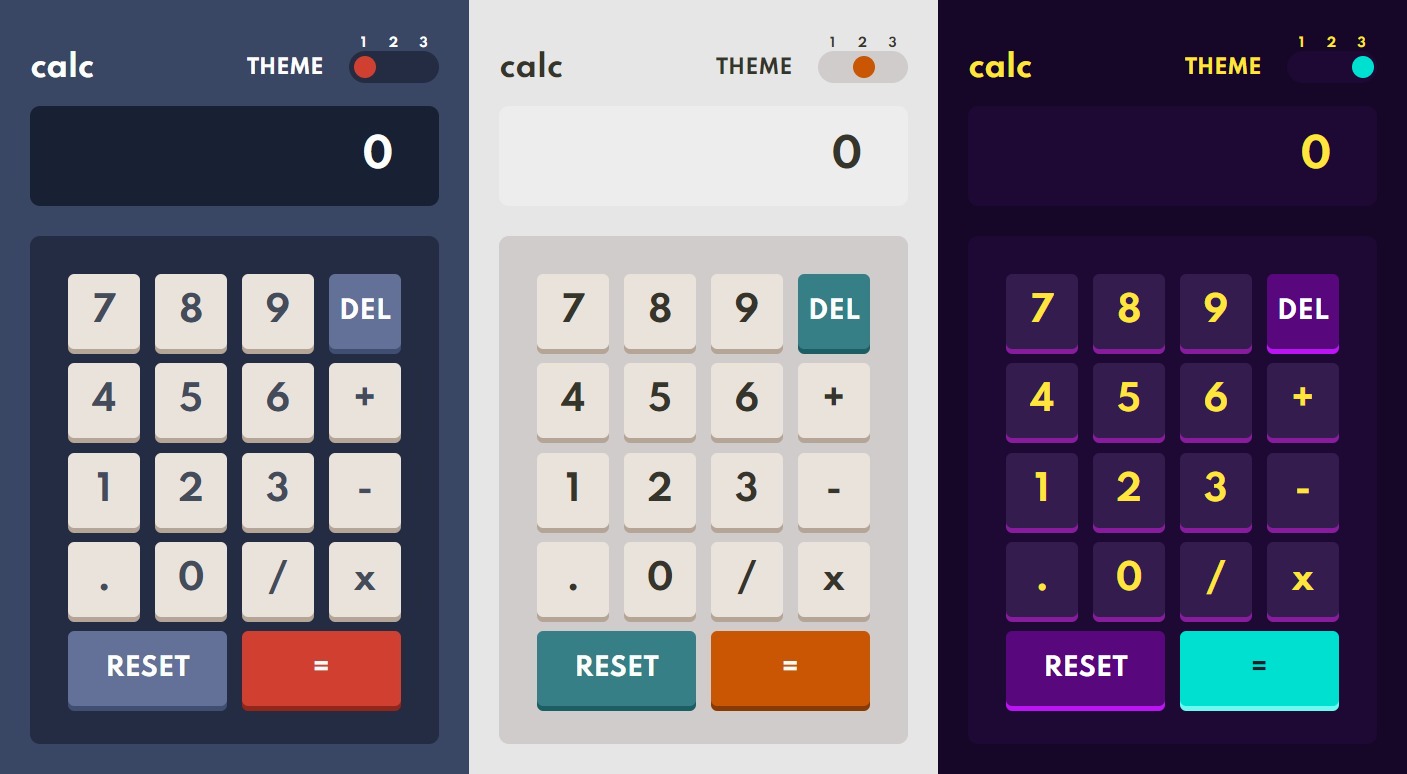 1 2 3
calc THEME
0
7 8 9 DEL
4 5 6 +
1 2 3 -
. 0 / x
RESET =
1 2 3
calc THEME
0
7 8 9 DEL
4 5 6 +
1 2 3 -
. 0 / x
RESET =
1 2 3
calc THEME
0
7 8 9 DEL
4 5 6 +
1 2 3 -
. 0 / x
RESET =